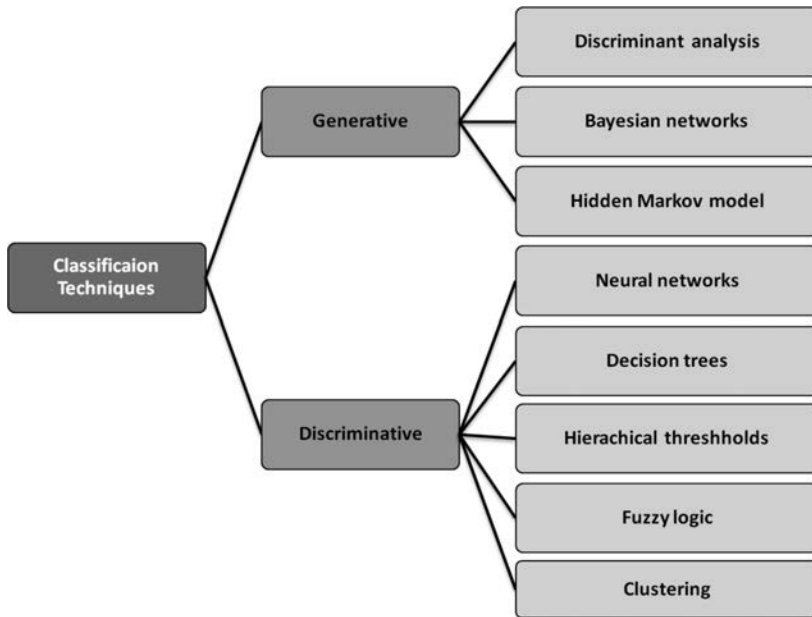 Discriminant analysis
Generative
Bayesian networks
Hidden Markov model
Classificaion
Techniques
Neural networks
Decision trees
Discriminative
Hierachical threshholds
Fuzzy logic
Clustering